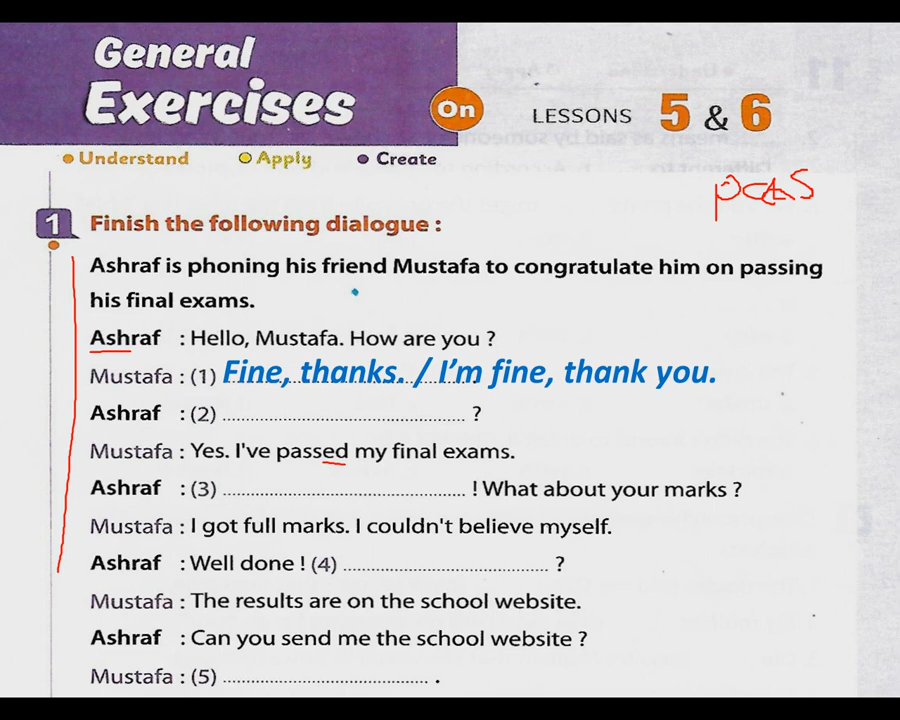 General
Exercises
On
LESSONS 5 & 6
Understand Apply Create
1 Finish the following dialogue :
Ashraf is phoning his friend Mustafa to congratulate him on passing
his final exams.
Ashraf : Hello, Mustafa. How are you ?
Mustafa : (1) Fine, thanks. / I'm fine, thank you.
Ashraf : (2) ................................................ ?
Mustafa : Yes. I've passed my final exams.
Ashraf : (3) ................................................ ! What about your marks ?
Mustafa : I got full marks. I couldn't believe myself.
Ashraf : Well done ! (4) ................................................ ?
Mustafa : The results are on the school website.
Ashraf : Can you send me the school website ?
Mustafa : (5) ................................................ .